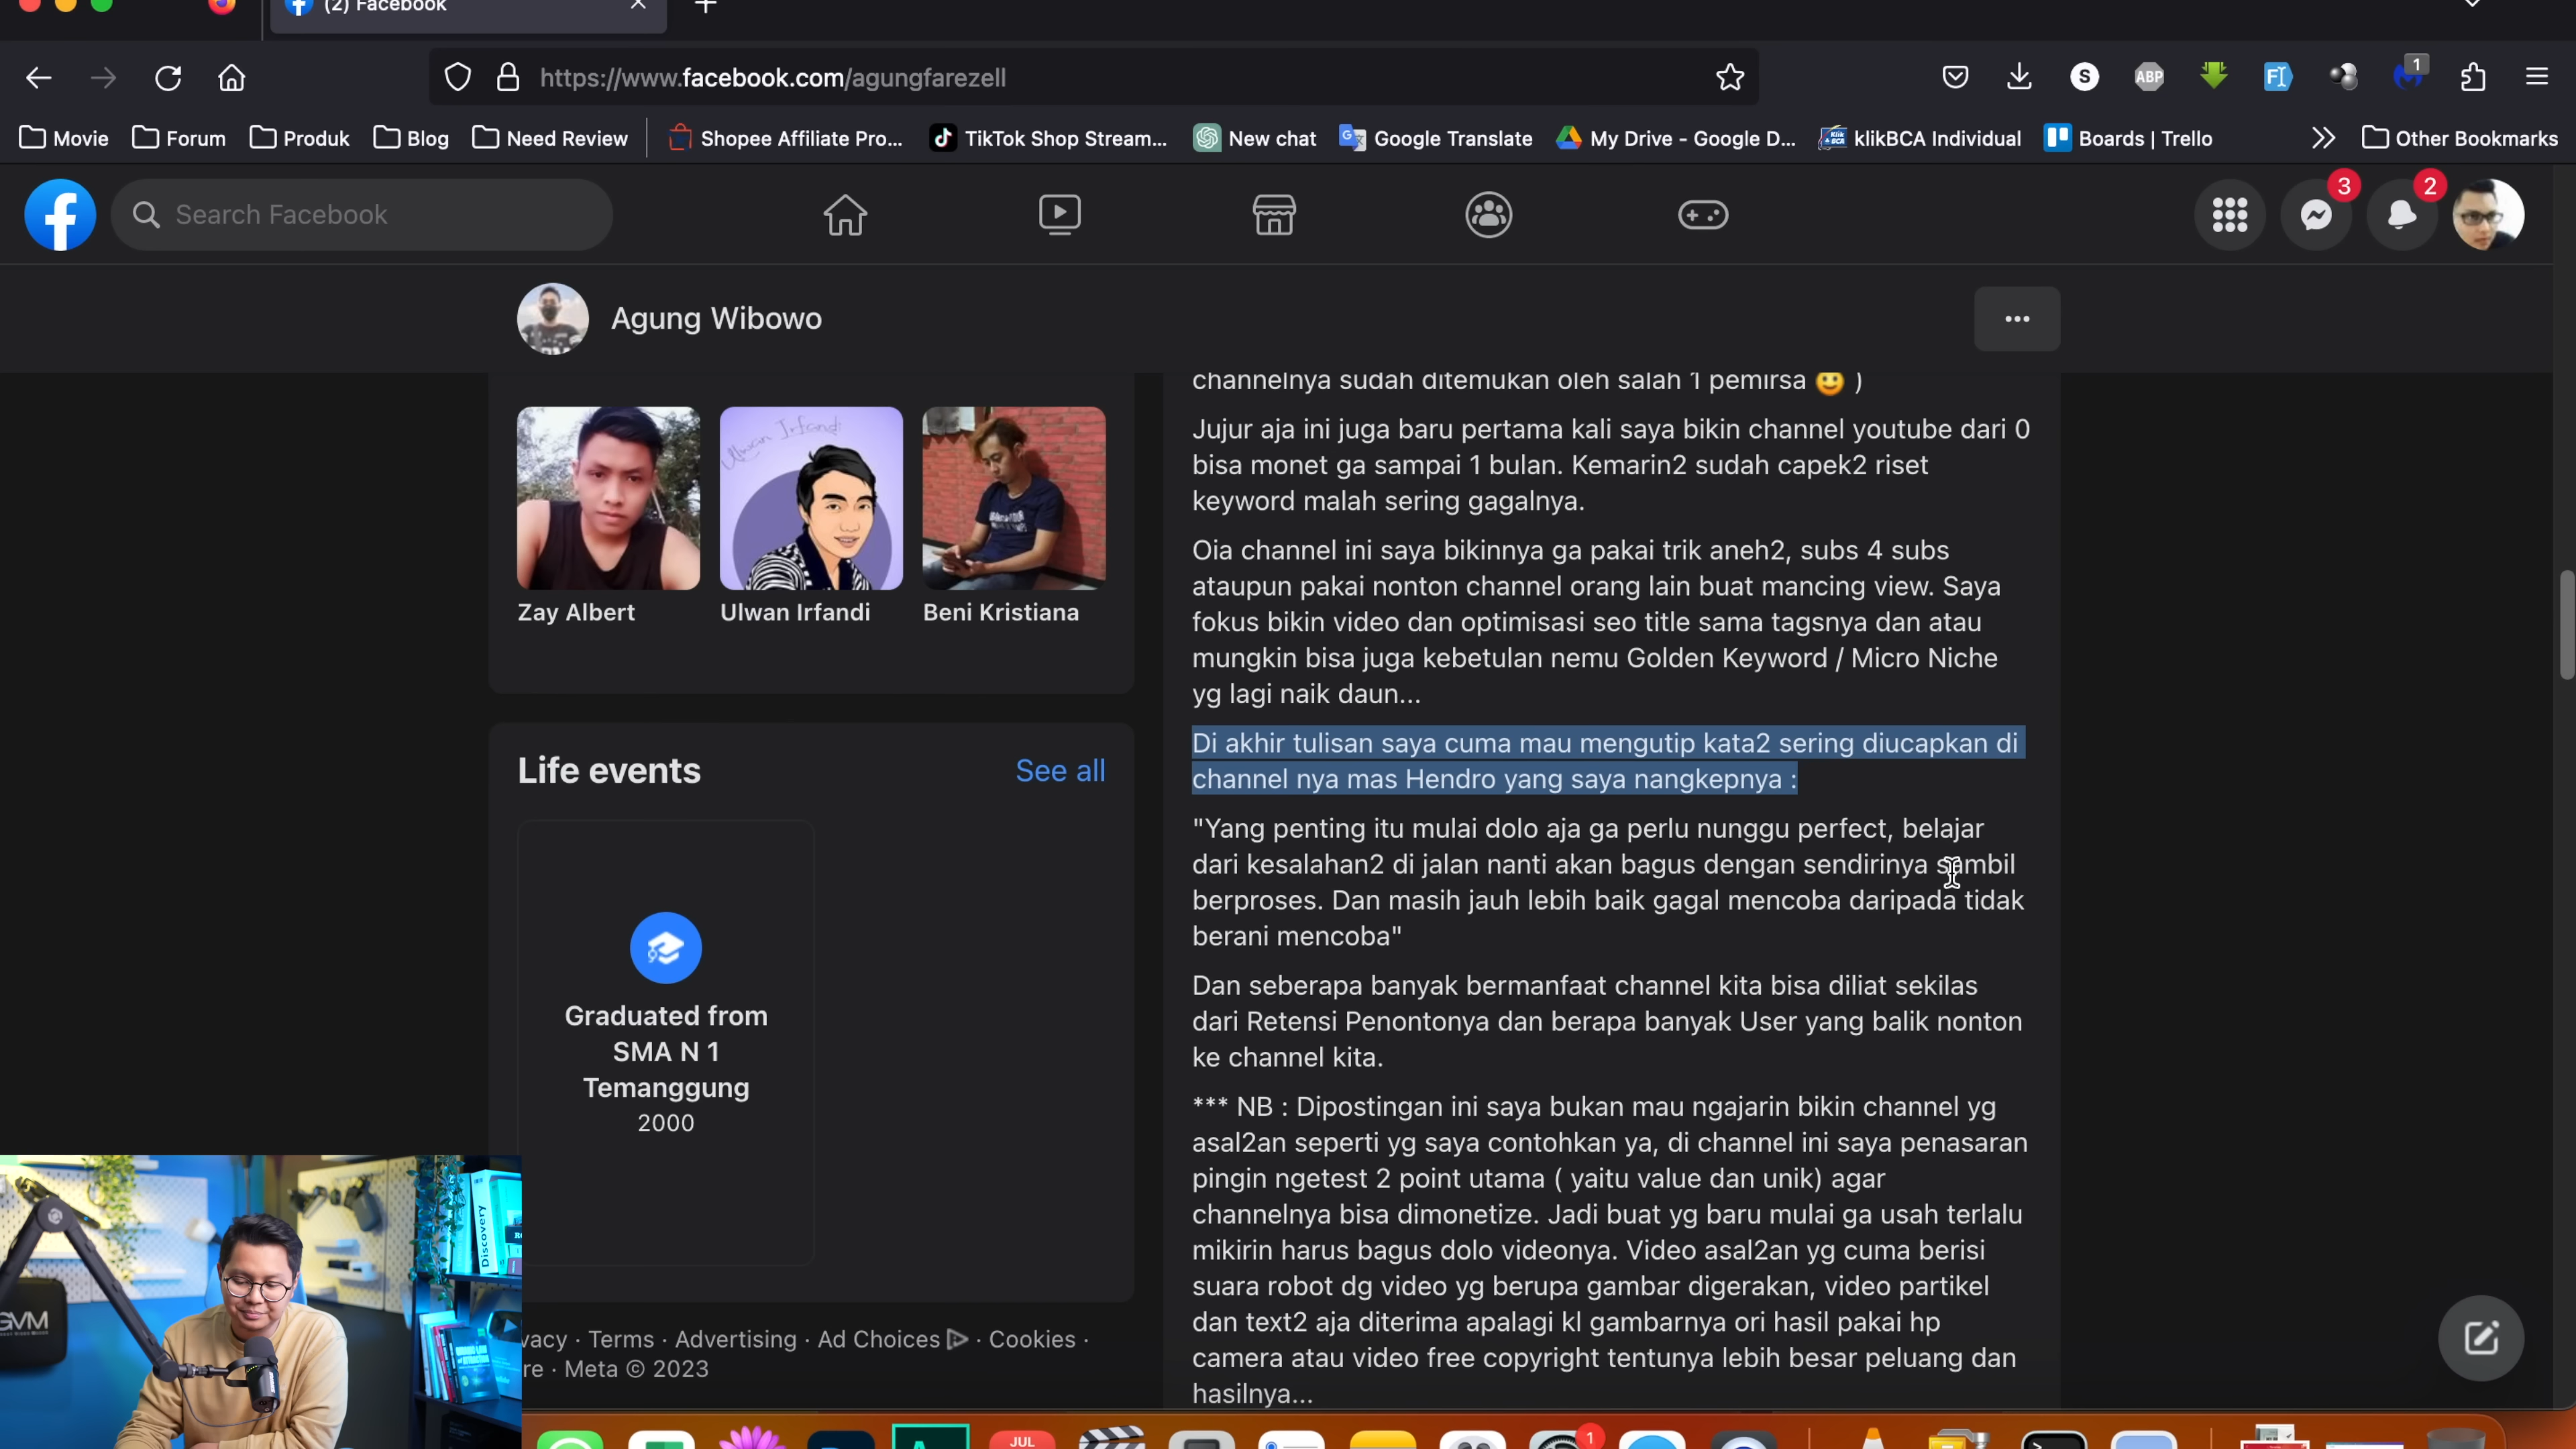 (2) Facebook
https://www.facebook.com/agungfarezell
1
Movie
Forum
Produk
Blog
Need Review
Shopee Affiliate Pro...
TikTok Shop Stream...
New chat
Google Translate
My Drive - Google D...
klikBCA Individual
Boards | Trello
Other Bookmarks
S
ABP
Search Facebook
3
2
Agung Wibowo
Zay Albert
Ulwan Irfandi
Beni Kristiana
Life events
See all
Graduated from
SMA N 1
Temanggung
2000
vacy · Terms · Advertising · Ad Choices · Cookies ·
re · Meta © 2023
channelnya sudah ditemukan oleh salah 1 pemirsa 🙂 )
Jujur aja ini juga baru pertama kali saya bikin channel youtube dari 0
bisa monet ga sampai 1 bulan. Kemarin2 sudah capek2 riset
keyword malah sering gagalnya.
Oia channel ini saya bikinnya ga pakai trik aneh2, subs 4 subs
ataupun pakai nonton channel orang lain buat mancing view. Saya
fokus bikin video dan optimisasi seo title sama tagsnya dan atau
mungkin bisa juga kebetulan nemu Golden Keyword / Micro Niche
yg lagi naik daun...
Di akhir tulisan saya cuma mau mengutip kata2 sering diucapkan di
channel nya mas Hendro yang saya nangkepnya :
"Yang penting itu mulai dolo aja ga perlu nunggu perfect, belajar
dari kesalahan2 di jalan nanti akan bagus dengan sendirinya sambil
berproses. Dan masih jauh lebih baik gagal mencoba daripada tidak
berani mencoba"
Dan seberapa banyak bermanfaat channel kita bisa diliat sekilas
dari Retensi Penontonya dan berapa banyak User yang balik nonton
ke channel kita.
*** NB : Dipostingan ini saya bukan mau ngajarin bikin channel yg
asal2an seperti yg saya contohkan ya, di channel ini saya penasaran
pingin ngetest 2 point utama ( yaitu value dan unik) agar
channelnya bisa dimonetize. Jadi buat yg baru mulai ga usah terlalu
mikirin harus bagus dolo videonya. Video asal2an yg cuma berisi
suara robot dg video yg berupa gambar digerakan, video partikel
dan text2 aja diterima apalagi kl gambarnya ori hasil pakai hp
camera atau video free copyright tentunya lebih besar peluang dan
hasilnya...
Discovery
GVM
JUL
1